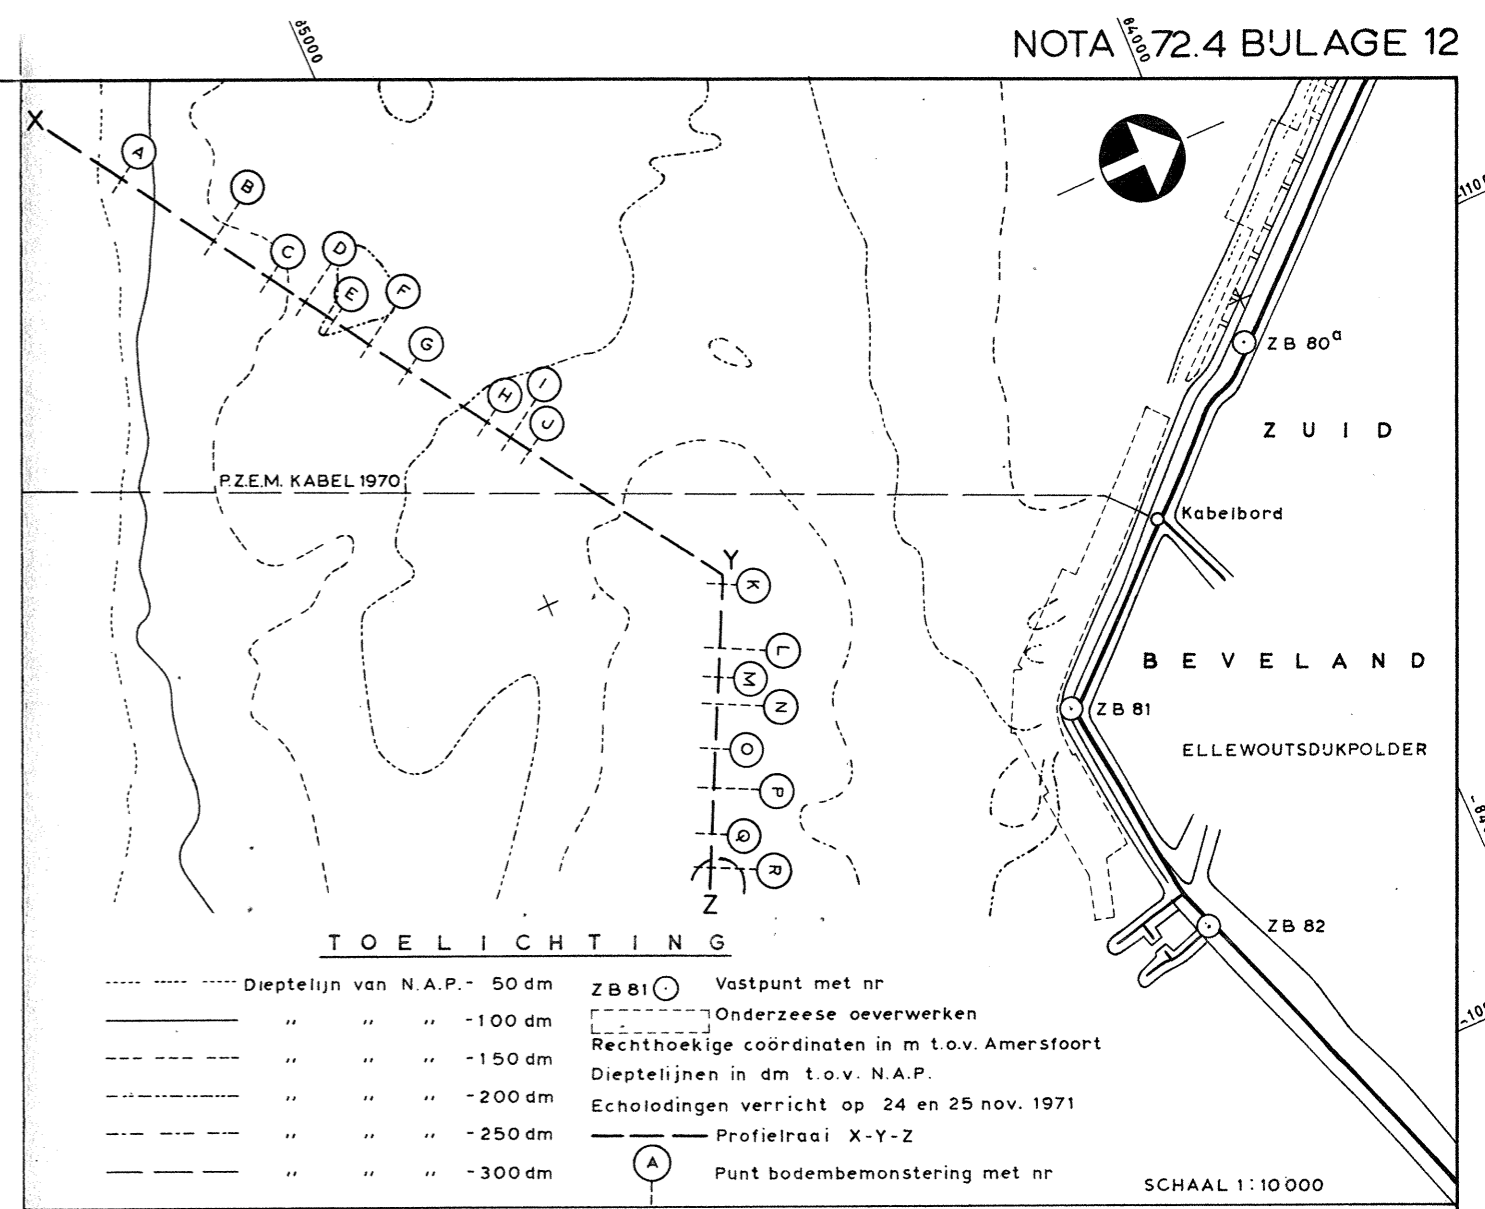 NOTA 72.4 BIJLAGE 12
85000
84000
X
A
B
C
D
E
F
G
H
I
J
P.Z.E.M. KABEL 1970
Y
K
L
M
N
O
P
Q
R
Z
ZB 80a
ZUID
Kabelbord
BEVELAND
ZB 81
ELLEWOUTSDIJKPOLDER
ZB 82
TOELICHTING
Dieptelijn van N.A.P.- 50 dm
" " " -100 dm
" " " -150 dm
" " " -200 dm
" " " -250 dm
" " " -300 dm
ZB 81 Vastpunt met nr
Onderzeese oeverwerken
Rechthoekige coördinaten in m t.o.v. Amersfoort
Dieptelijnen in dm t.o.v. N.A.P.
Echolodingen verricht op 24 en 25 nov. 1971
Profielraai X-Y-Z
A Punt bodembemonstering met nr
SCHAAL 1:10000